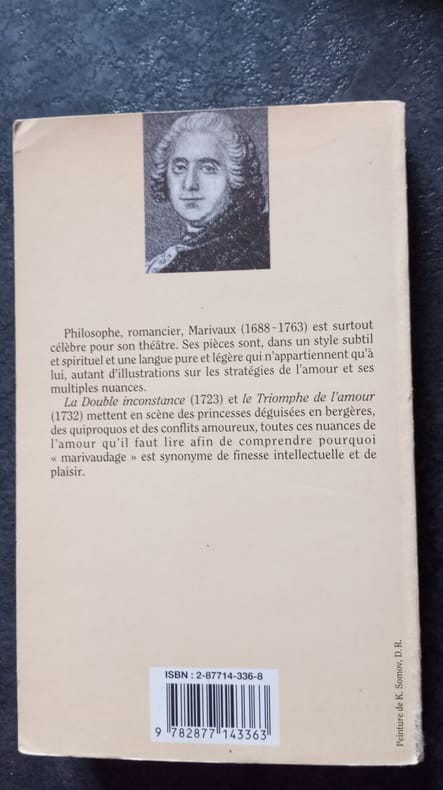 Philosophe, romancier, Marivaux (1688-1763) est surtout
célèbre pour son théâtre. Ses pièces sont, dans un style subtil
et spirituel et une langue pure et légère qui n'appartiennent qu'à
lui, autant d'illustrations sur les stratégies de l'amour et ses
multiples nuances.
La Double inconstance (1723) et le Triomphe de l'amour
(1732) mettent en scène des princesses déguisées en bergères,
des quiproquos et des conflits amoureux, toutes ces nuances de
l'amour qu'il faut lire afin de comprendre pourquoi
« marivaudage » est synonyme de finesse intellectuelle et de
plaisir.
ISBN : 2-87714-336-8
9 782877 143363
Peinture de K. Somov, D.R.